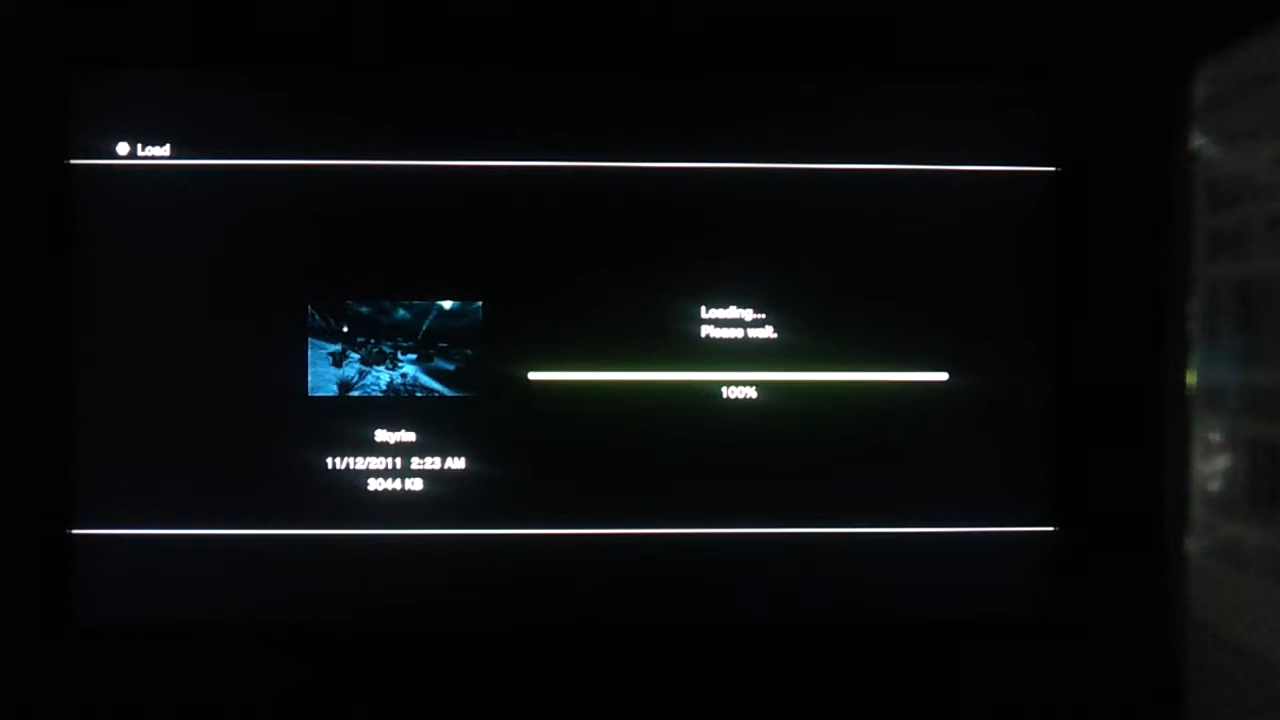 Load
Loading...
Please wait.
100%
Skyrim
11/12/2011 2:23 AM
3044 KB